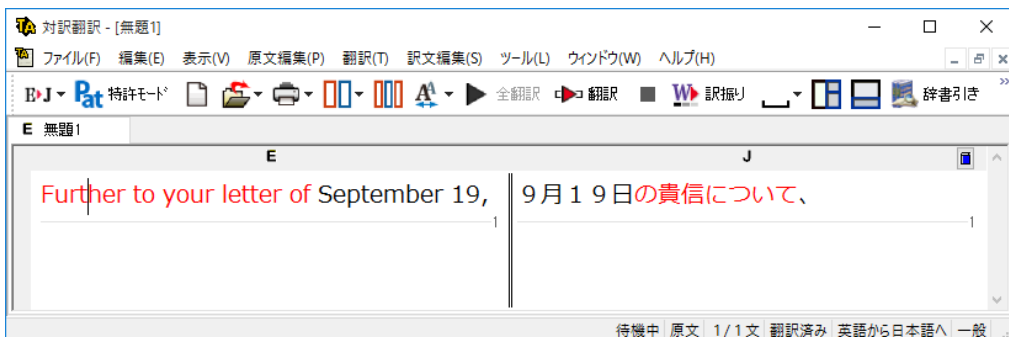 対訳翻訳 - [無題1]
ファイル(F) 編集(E) 表示(V) 原文編集(P) 翻訳(T) 訳文編集(S) ツール(L) ウィンドウ(W) ヘルプ(H)
E▸J Pat 特許モード A 全翻訳 翻訳 W 訳振り 辞書引き »
E 無題1
E J
Further to your letter of September 19, 9月19日の貴信について、
1 1
待機中 原文 1/1文 翻訳済み 英語から日本語へ 一般